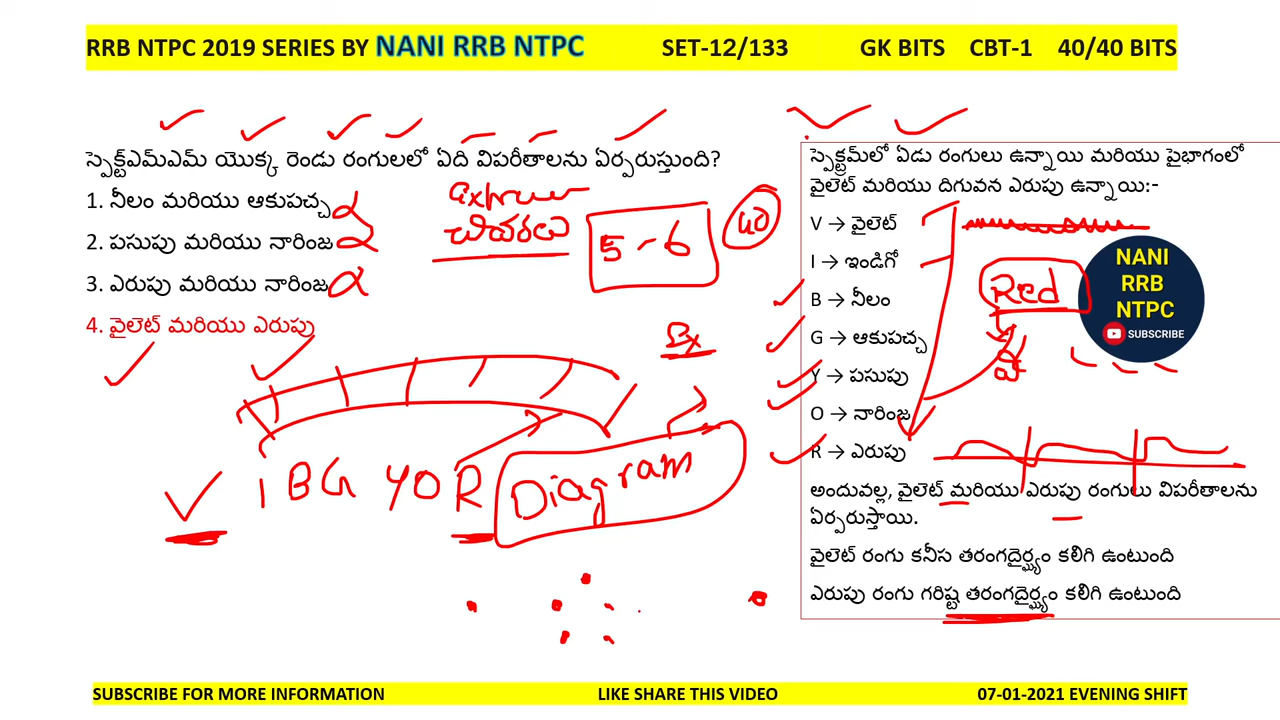 RRB NTPC 2019 SERIES BY NANI RRB NTPC SET-12/133 GK BITS CBT-1 40/40 BITS
స్పెక్ట్ఎమ్ఎమ్ యొక్క రెండు రంగులలో ఏది విపరీతాలను ఏర్పరుస్తుంది?
1. నీలం మరియు ఆకుపచ్చ
2. పసుపు మరియు నారింజ
3. ఎరుపు మరియు నారింజ
4. వైలెట్ మరియు ఎరుపు
చివరలు
5-6
40
Ex
I B G Y O R Diagram
స్పెక్ట్రమ్‌లో ఏడు రంగులు ఉన్నాయి మరియు పైభాగంలో
వైలెట్ మరియు దిగువన ఎరుపు ఉన్నాయి:-
V → వైలెట్
I → ఇండిగో
B → నీలం
G → ఆకుపచ్చ
Y → పసుపు
O → నారింజ
R → ఎరుపు
Red
NANI
RRB
NTPC
SUBSCRIBE
అందువల్ల, వైలెట్ మరియు ఎరుపు రంగులు విపరీతాలను
ఏర్పరుస్తాయి.
వైలెట్ రంగు కనీస తరంగదైర్ఘ్యం కలిగి ఉంటుంది
ఎరుపు రంగు గరిష్ట తరంగదైర్ఘ్యం కలిగి ఉంటుంది
SUBSCRIBE FOR MORE INFORMATION LIKE SHARE THIS VIDEO 07-01-2021 EVENING SHIFT